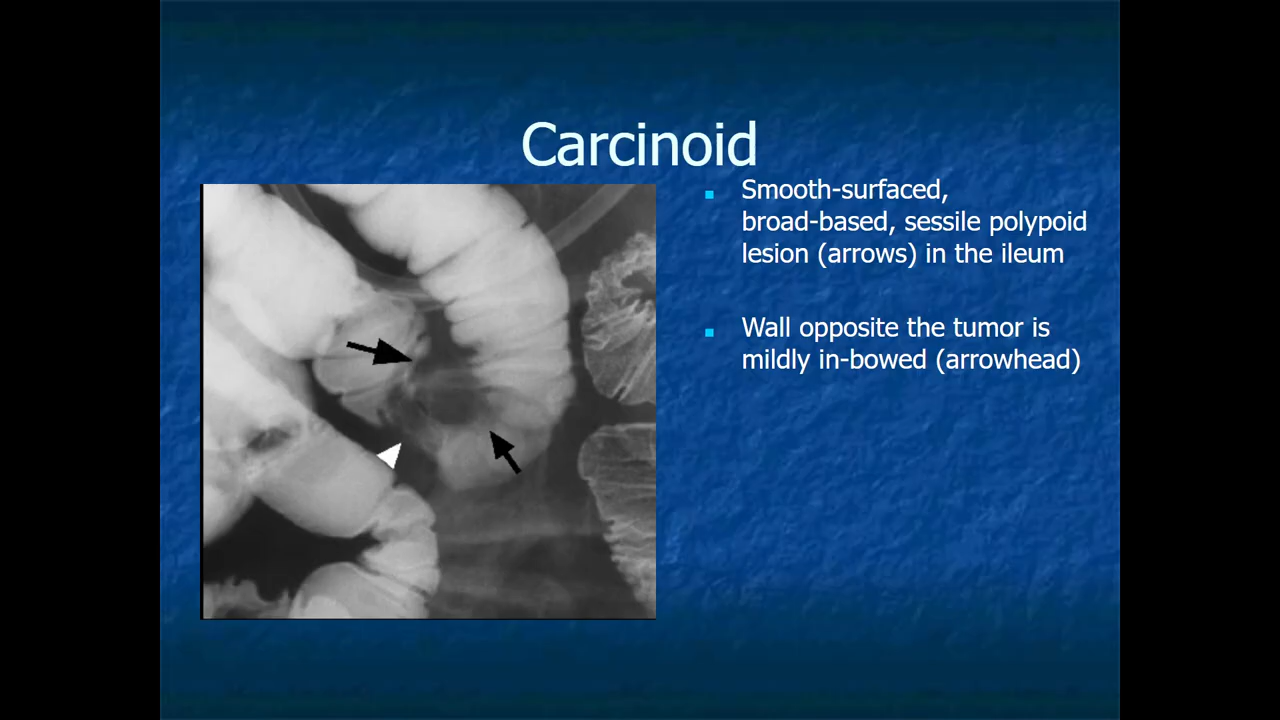 Carcinoid
Smooth-surfaced,
broad-based, sessile polypoid
lesion (arrows) in the ileum
Wall opposite the tumor is
mildly in-bowed (arrowhead)